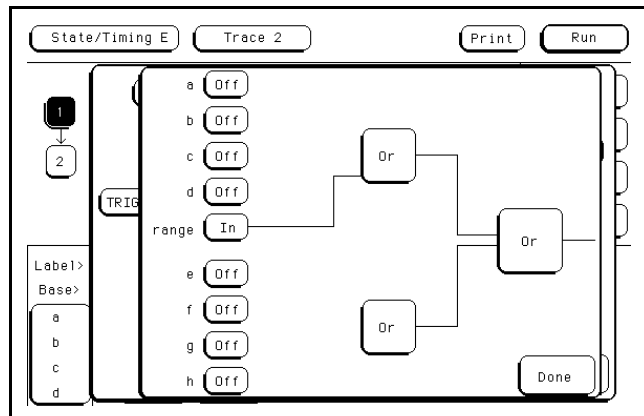 State/Timing E Trace 2 Print Run
1
2
TRIG
Label>
Base>
a
b
c
d
a Off
b Off
c Off
d Off
range In
e Off
f Off
g Off
h Off
Or
Or
Or
Done